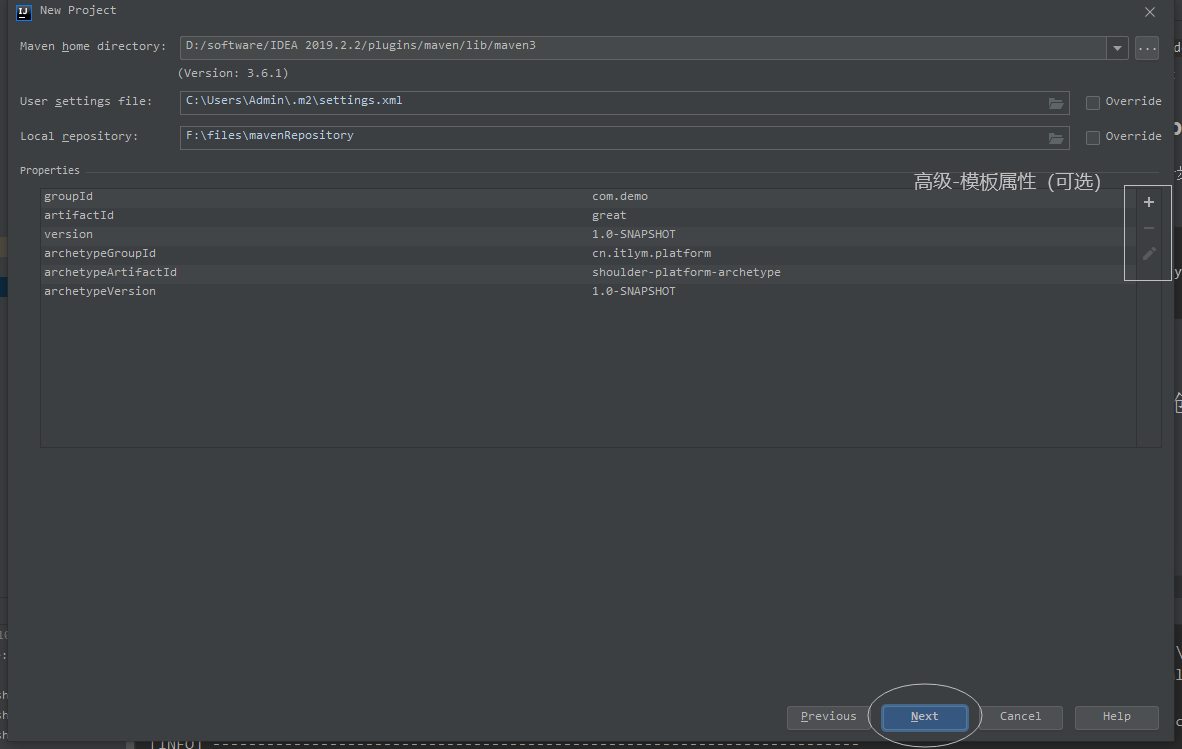 New Project
Maven home directory: D:/software/IDEA 2019.2.2/plugins/maven/lib/maven3
(Version: 3.6.1)
User settings file: C:\Users\Admin\.m2\settings.xml Override
Local repository: F:\files\mavenRepository Override
Properties
高级-模板属性（可选）
groupId com.demo
artifactId great
version 1.0-SNAPSHOT
archetypeGroupId cn.itlym.platform
archetypeArtifactId shoulder-platform-archetype
archetypeVersion 1.0-SNAPSHOT
Previous Next Cancel Help
[INFO] ------------------------------------------------------------------------